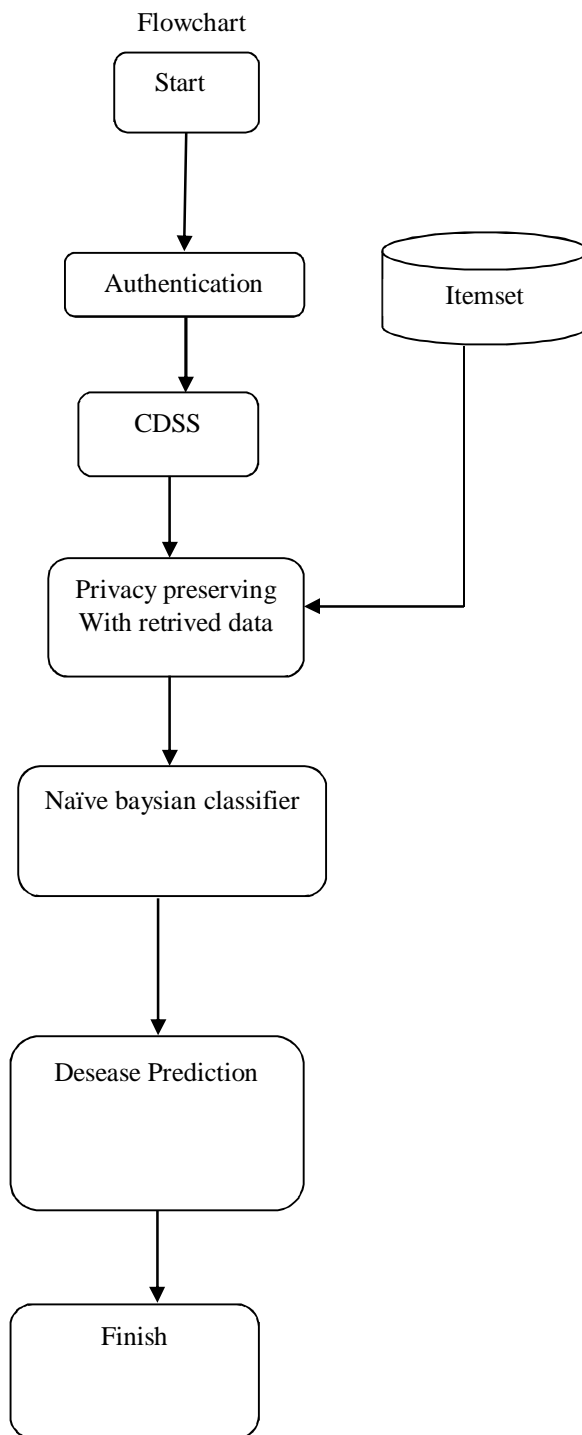 Flowchart
Start
Authentication
Itemset
CDSS
Privacy preserving
With retrived data
Naïve baysian classifier
Desease Prediction
Finish